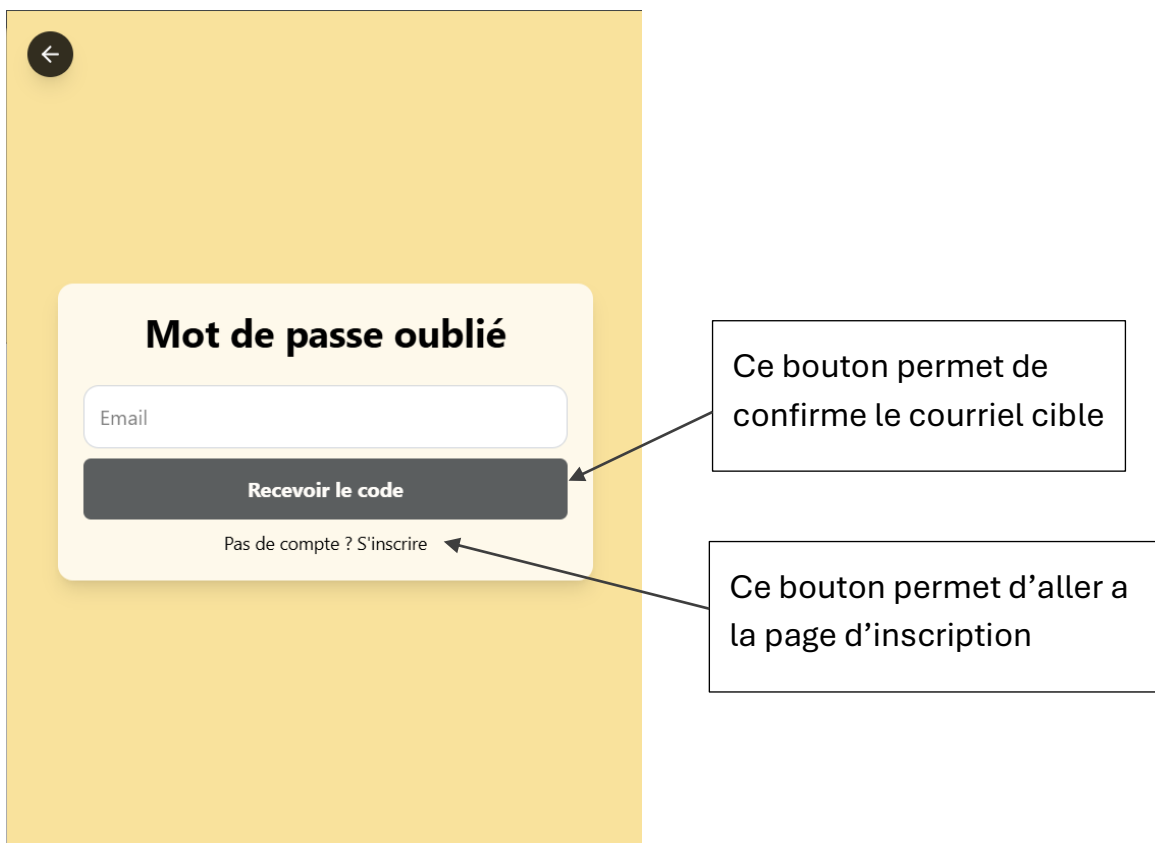 Mot de passe oublié
Email
Recevoir le code
Pas de compte ? S'inscrire
Ce bouton permet de
confirme le courriel cible
Ce bouton permet d’aller a
la page d’inscription